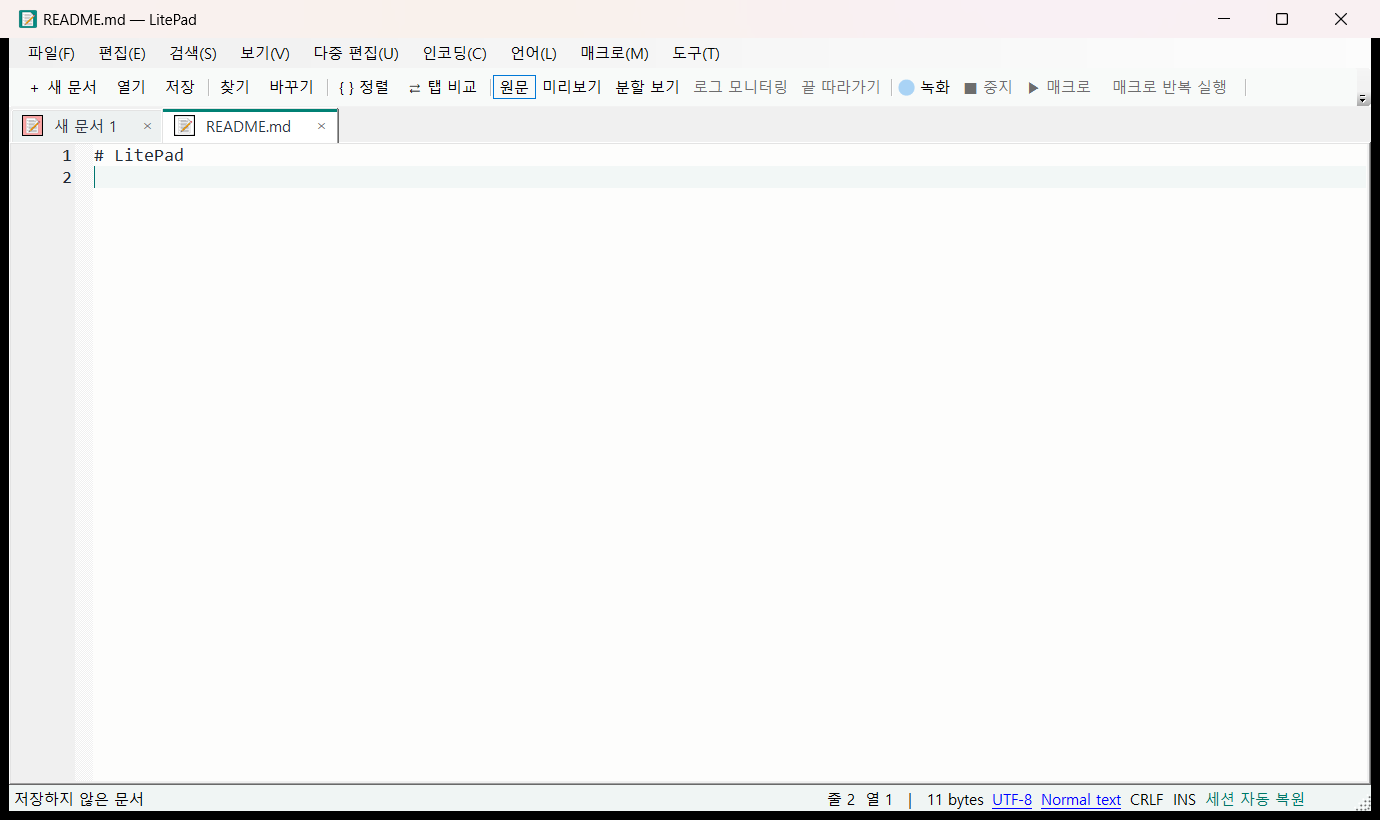 README.md — LitePad
파일(F) 편집(E) 검색(S) 보기(V) 다중 편집(U) 인코딩(C) 언어(L) 매크로(M) 도구(T)
+ 새 문서 열기 저장 찾기 바꾸기 { } 정렬 ⇄ 탭 비교 원문 미리보기 분할 보기 로그 모니터링 끝 따라가기 녹화 ■ 중지 ▶ 매크로 매크로 반복 실행
새 문서 1 × README.md ×
1 # LitePad
2
저장하지 않은 문서 줄 2 열 1 | 11 bytes UTF-8 Normal text CRLF INS 세션 자동 복원